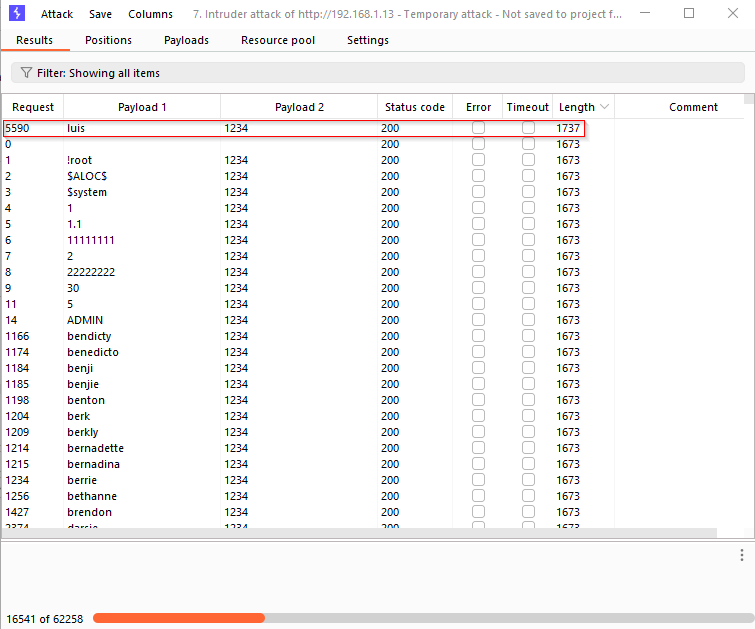 Attack Save Columns 7. Intruder attack of http://192.168.1.13 - Temporary attack - Not saved to project f...
Results Positions Payloads Resource pool Settings
Filter: Showing all items
Request Payload 1 Payload 2 Status code Error Timeout Length Comment
5590 luis 1234 200 1737
0 200 1673
1 !root 1234 200 1673
2 $ALOC$ 1234 200 1673
3 $system 1234 200 1673
4 1 1234 200 1673
5 1.1 1234 200 1673
6 11111111 1234 200 1673
7 2 1234 200 1673
8 22222222 1234 200 1673
9 30 1234 200 1673
11 5 1234 200 1673
14 ADMIN 1234 200 1673
1166 bendicty 1234 200 1673
1174 benedicto 1234 200 1673
1184 benji 1234 200 1673
1185 benjie 1234 200 1673
1198 benton 1234 200 1673
1204 berk 1234 200 1673
1209 berkly 1234 200 1673
1214 bernadette 1234 200 1673
1215 bernadina 1234 200 1673
1234 berrie 1234 200 1673
1256 bethanne 1234 200 1673
1427 brendon 1234 200 1673
2374 darcie 1234 200 1673
16541 of 62258